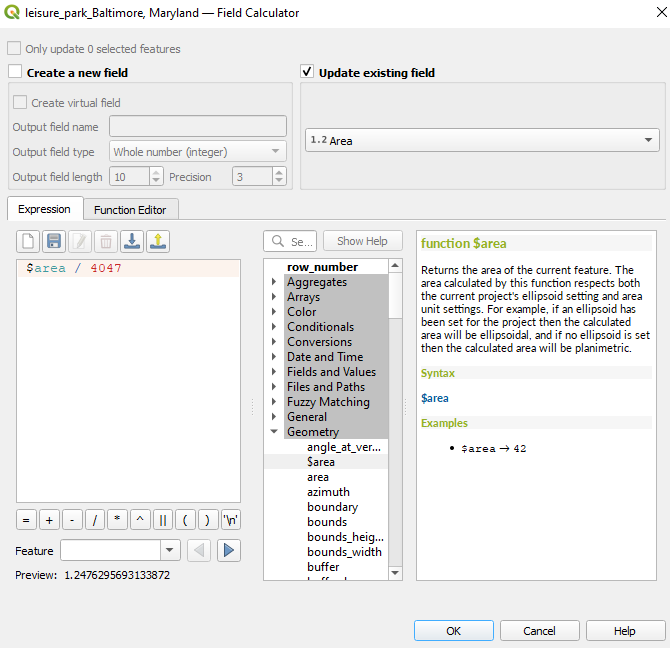 leisure_park_Baltimore, Maryland — Field Calculator
Only update 0 selected features
Create a new field
Update existing field
Create virtual field
Output field name
Output field type Whole number (integer)
Output field length 10 Precision 3
1.2 Area
Expression Function Editor
$area / 4047
= + - / * ^ || ( ) '\n'
Feature
Preview: 1.2476295693133872
Se... Show Help
row_number
Aggregates
Arrays
Color
Conditionals
Conversions
Date and Time
Fields and Values
Files and Paths
Fuzzy Matching
General
Geometry
angle_at_ver...
$area
area
azimuth
boundary
bounds
bounds_heig...
bounds_width
buffer
function $area
Returns the area of the current feature. The
area calculated by this function respects both
the current project's ellipsoid setting and area
unit settings. For example, if an ellipsoid has
been set for the project then the calculated
area will be ellipsoidal, and if no ellipsoid is set
then the calculated area will be planimetric.
Syntax
$area
Examples
• $area → 42
OK Cancel Help